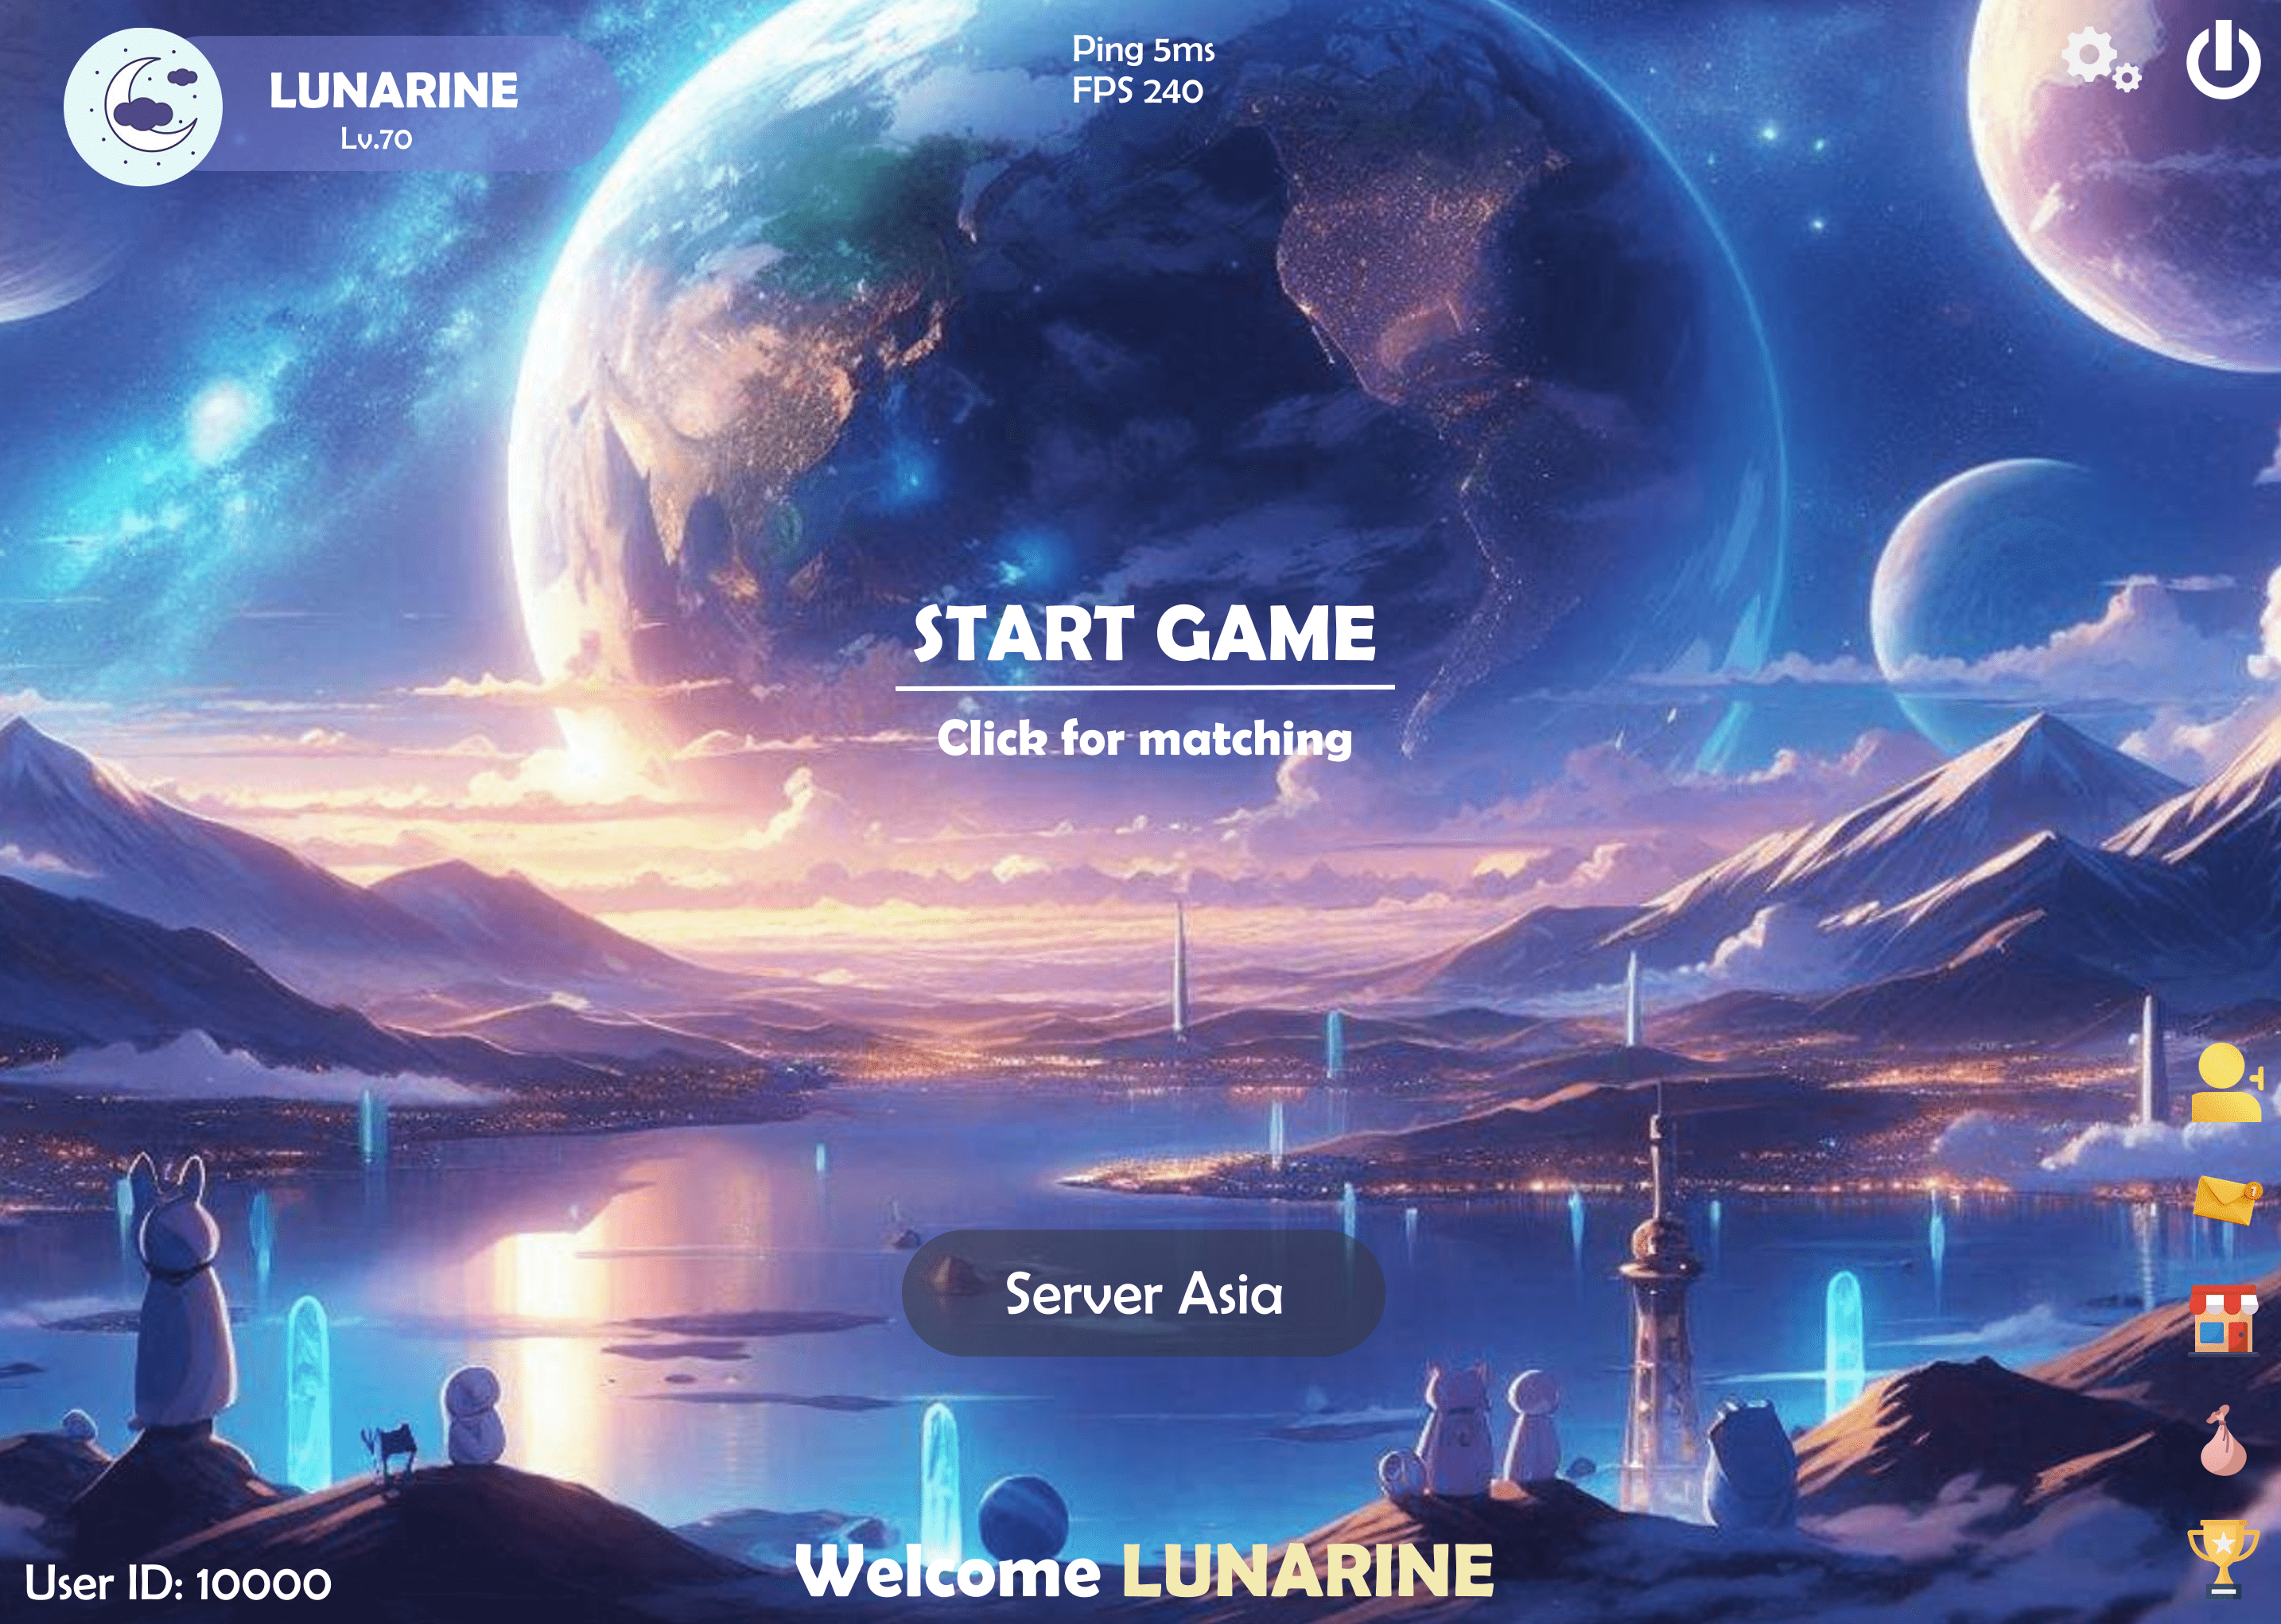 LUNARINE
Lv.70
Ping 5ms
FPS 240
START GAME
Click for matching
1
Server Asia
User ID: 10000
Welcome LUNARINE